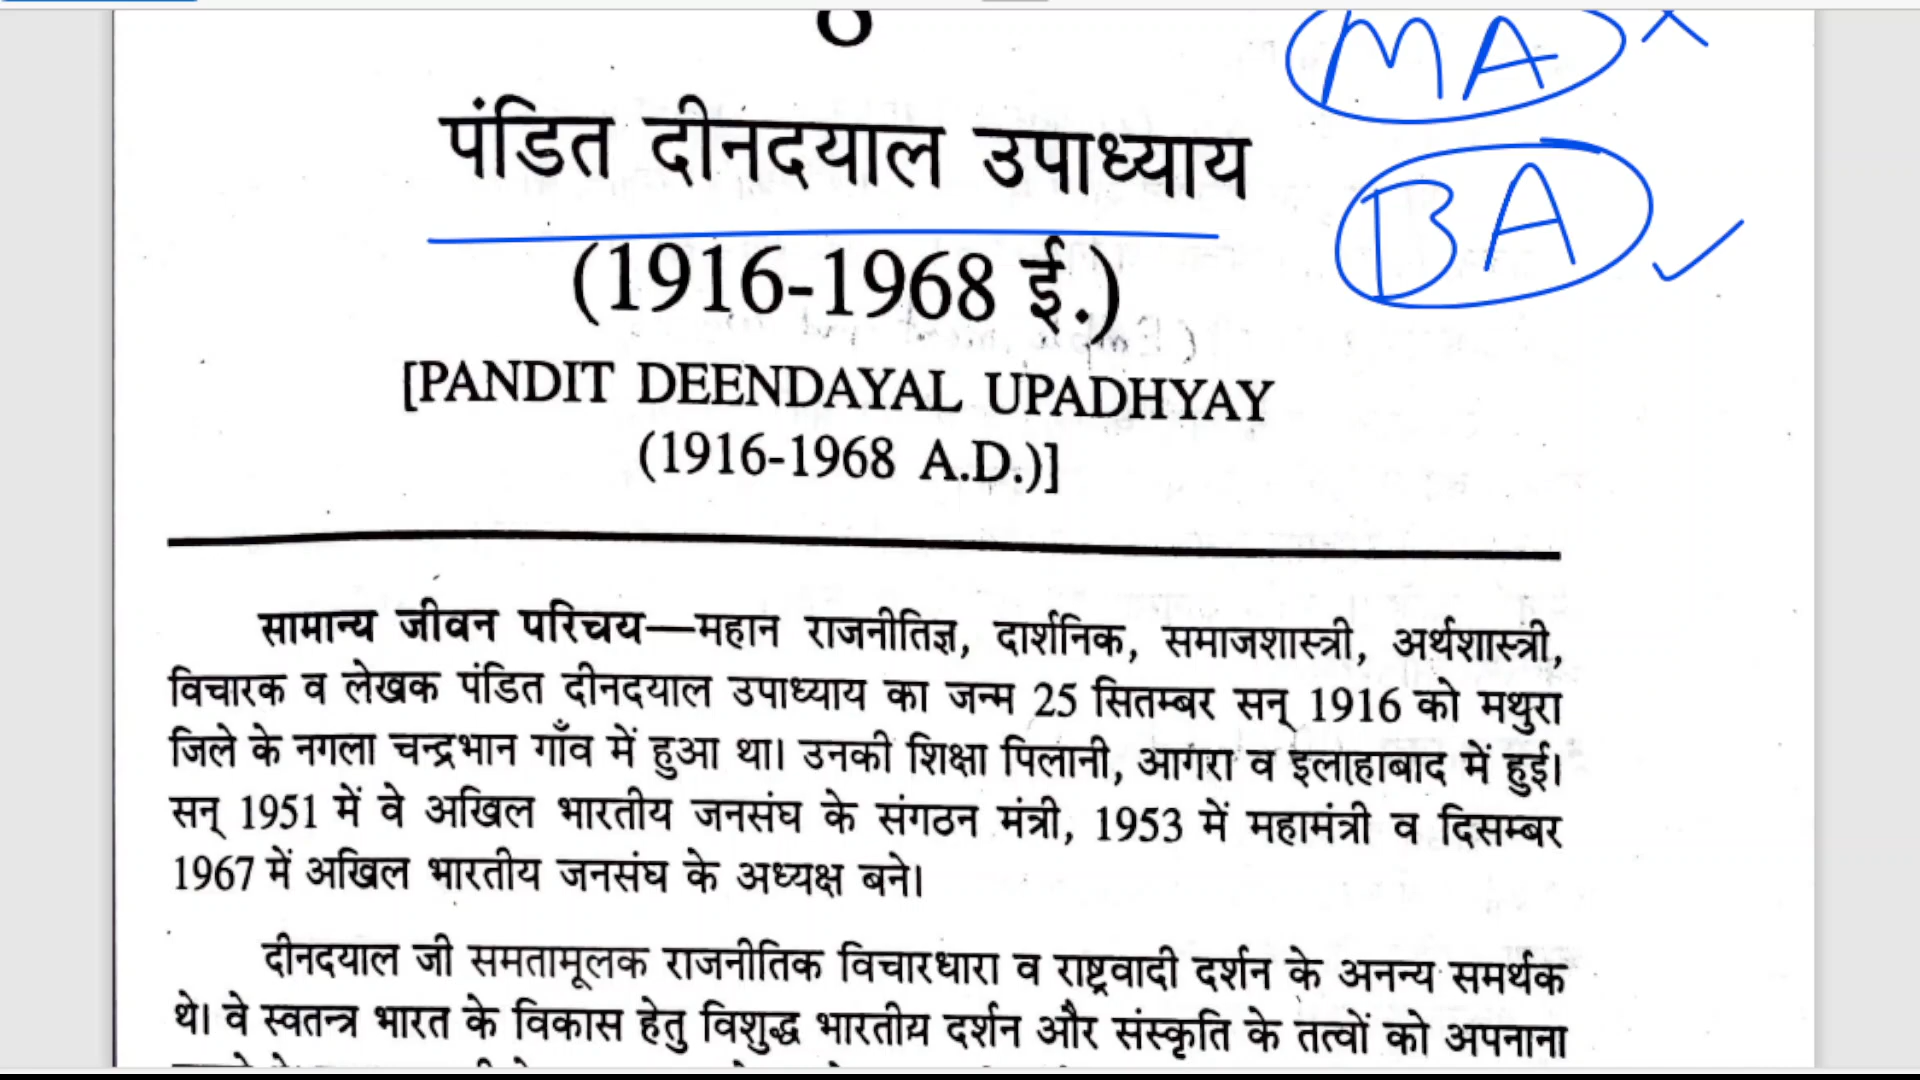 MA
पंडित दीनदयाल उपाध्याय
BA
(1916-1968 ई.)
[PANDIT DEENDAYAL UPADHYAY
(1916-1968 A.D.)]
सामान्य जीवन परिचय—महान राजनीतिज्ञ, दार्शनिक, समाजशास्त्री, अर्थशास्त्री,
विचारक व लेखक पंडित दीनदयाल उपाध्याय का जन्म 25 सितम्बर सन् 1916 को मथुरा
जिले के नगला चन्द्रभान गाँव में हुआ था। उनकी शिक्षा पिलानी, आगरा व इलाहाबाद में हुई।
सन् 1951 में वे अखिल भारतीय जनसंघ के संगठन मंत्री, 1953 में महामंत्री व दिसम्बर
1967 में अखिल भारतीय जनसंघ के अध्यक्ष बने।
दीनदयाल जी समतामूलक राजनीतिक विचारधारा व राष्ट्रवादी दर्शन के अनन्य समर्थक
थे। वे स्वतन्त्र भारत के विकास हेतु विशुद्ध भारतीय दर्शन और संस्कृति के तत्वों को अपनाना